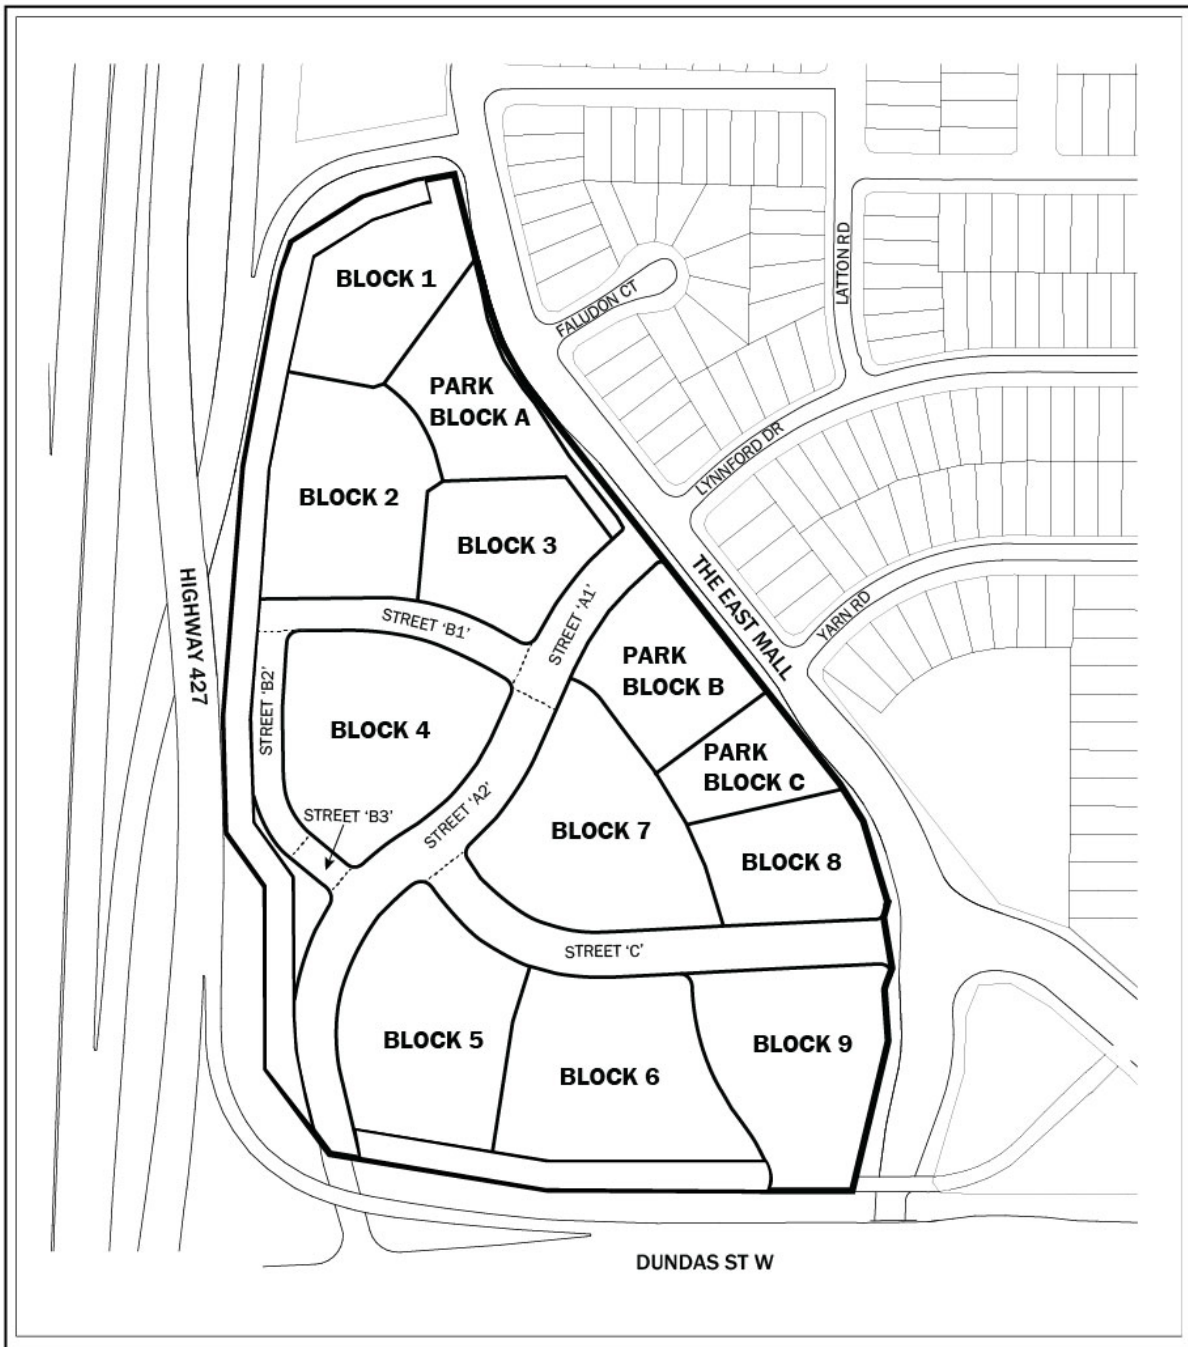 BLOCK 1
FALUDON CT
LATTON RD
PARK
BLOCK A
LYNNFORD DR
BLOCK 2
BLOCK 3
THE EAST MALL
YARN RD
HIGHWAY 427
STREET ‘B1’
STREET ‘A1’
PARK
BLOCK B
STREET ‘B2’
BLOCK 4
PARK
BLOCK C
STREET ‘B3’
STREET ‘A2’
BLOCK 7
BLOCK 8
STREET ‘C’
BLOCK 5
BLOCK 6
BLOCK 9
DUNDAS ST W